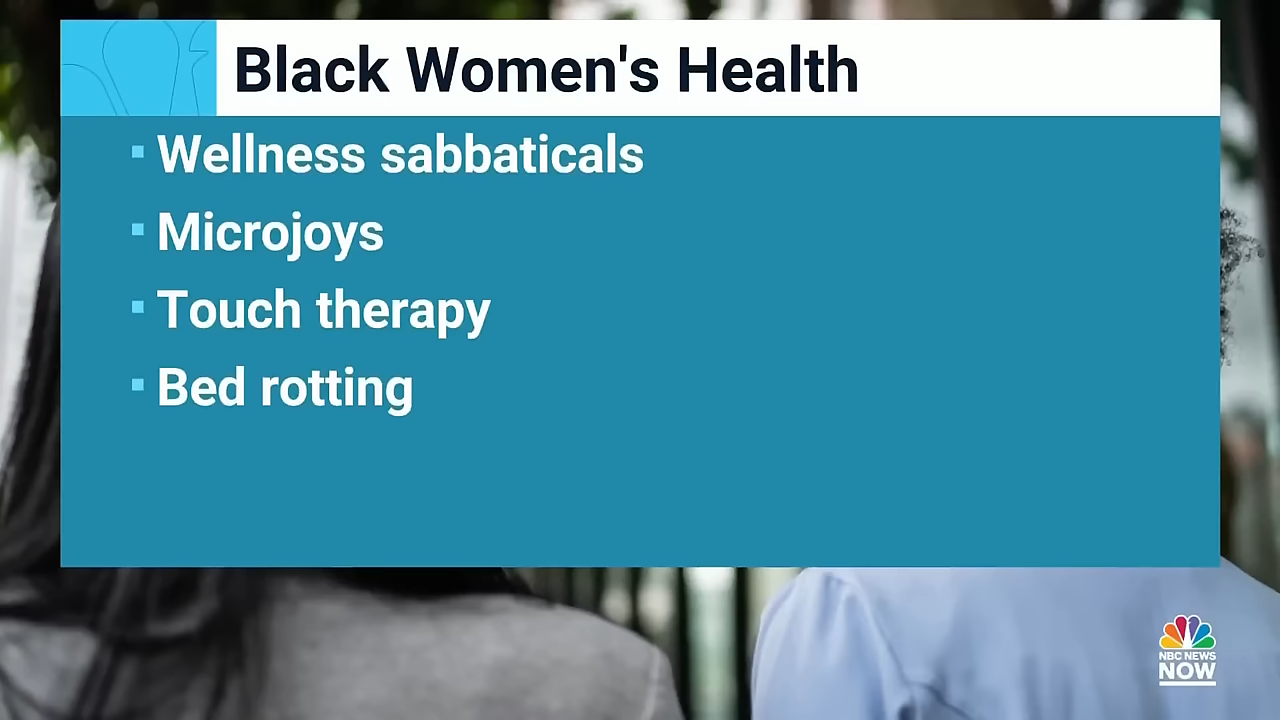 Black Women's Health
Wellness sabbaticals
Microjoys
Touch therapy
Bed rotting
NBC NEWS
NOW